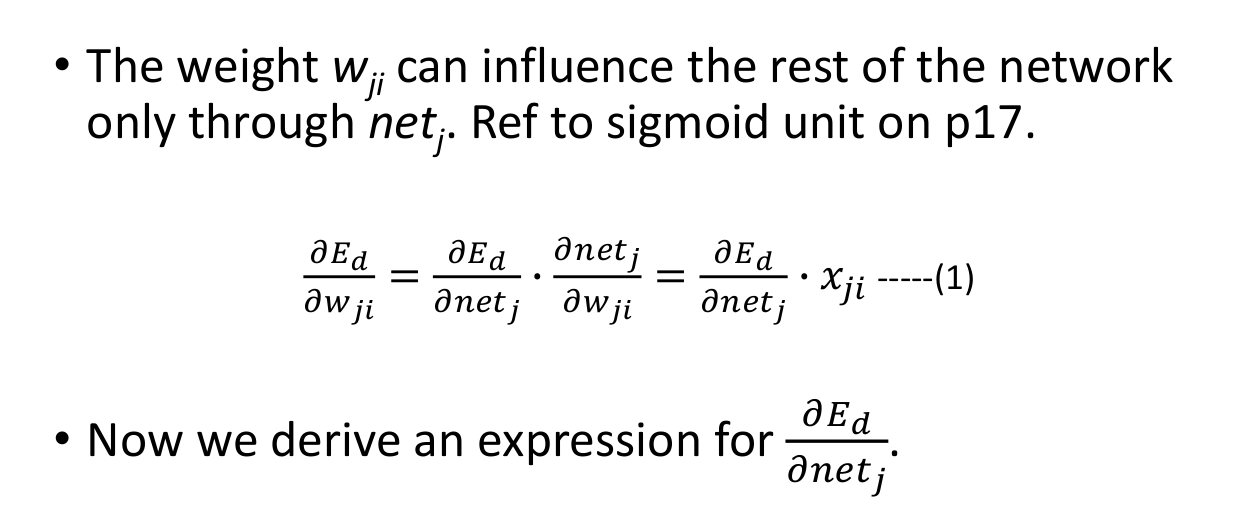 • The weight w_ji can influence the rest of the network
only through net_j. Ref to sigmoid unit on p17.
∂E_d/∂w_ji = ∂E_d/∂net_j · ∂net_j/∂w_ji = ∂E_d/∂net_j · x_ji -----(1)
• Now we derive an expression for ∂E_d/∂net_j.